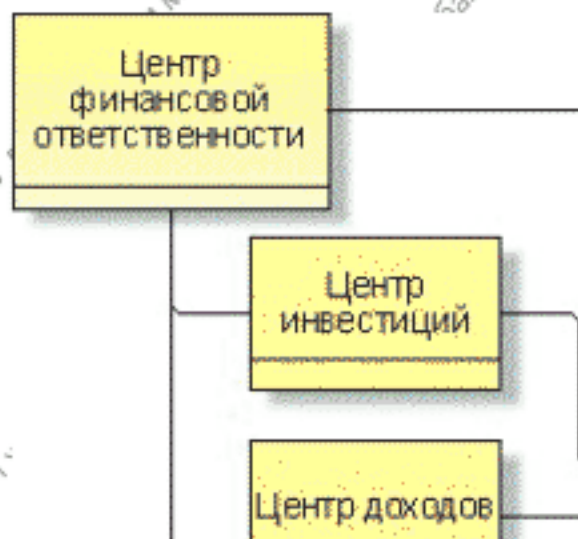 Центр
финансовой
ответственности
Центр
инвестиций
Центр доходов